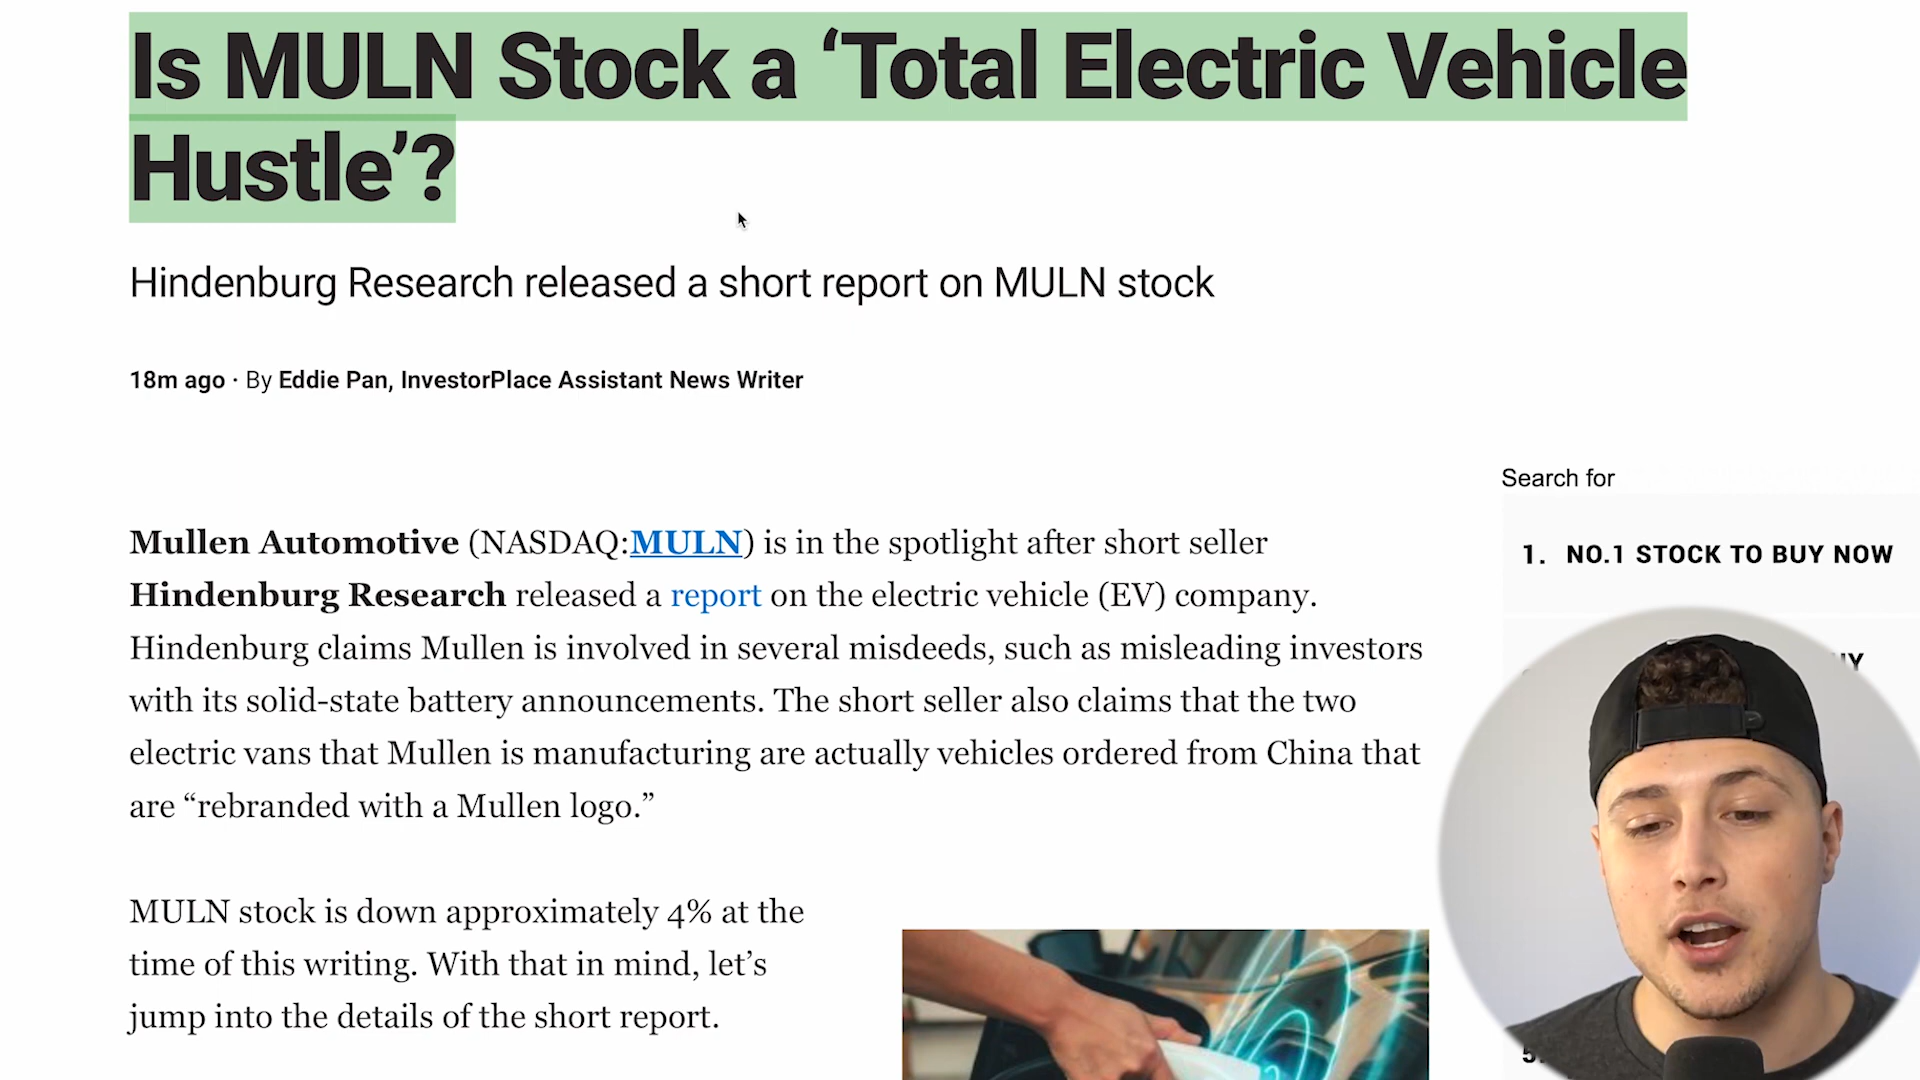 Is MULN Stock a ‘Total Electric Vehicle
Hustle’?
Hindenburg Research released a short report on MULN stock
18m ago · By Eddie Pan, InvestorPlace Assistant News Writer
Search for
1. NO.1 STOCK TO BUY NOW
Mullen Automotive (NASDAQ:MULN) is in the spotlight after short seller
Hindenburg Research released a report on the electric vehicle (EV) company.
Hindenburg claims Mullen is involved in several misdeeds, such as misleading investors
with its solid-state battery announcements. The short seller also claims that the two
electric vans that Mullen is manufacturing are actually vehicles ordered from China that
are “rebranded with a Mullen logo.”
MULN stock is down approximately 4% at the
time of this writing. With that in mind, let’s
jump into the details of the short report.
5.